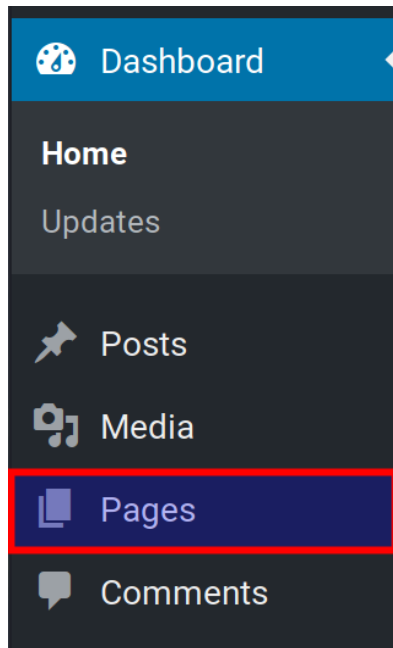 Dashboard
Home
Updates
Posts
Media
Pages
Comments